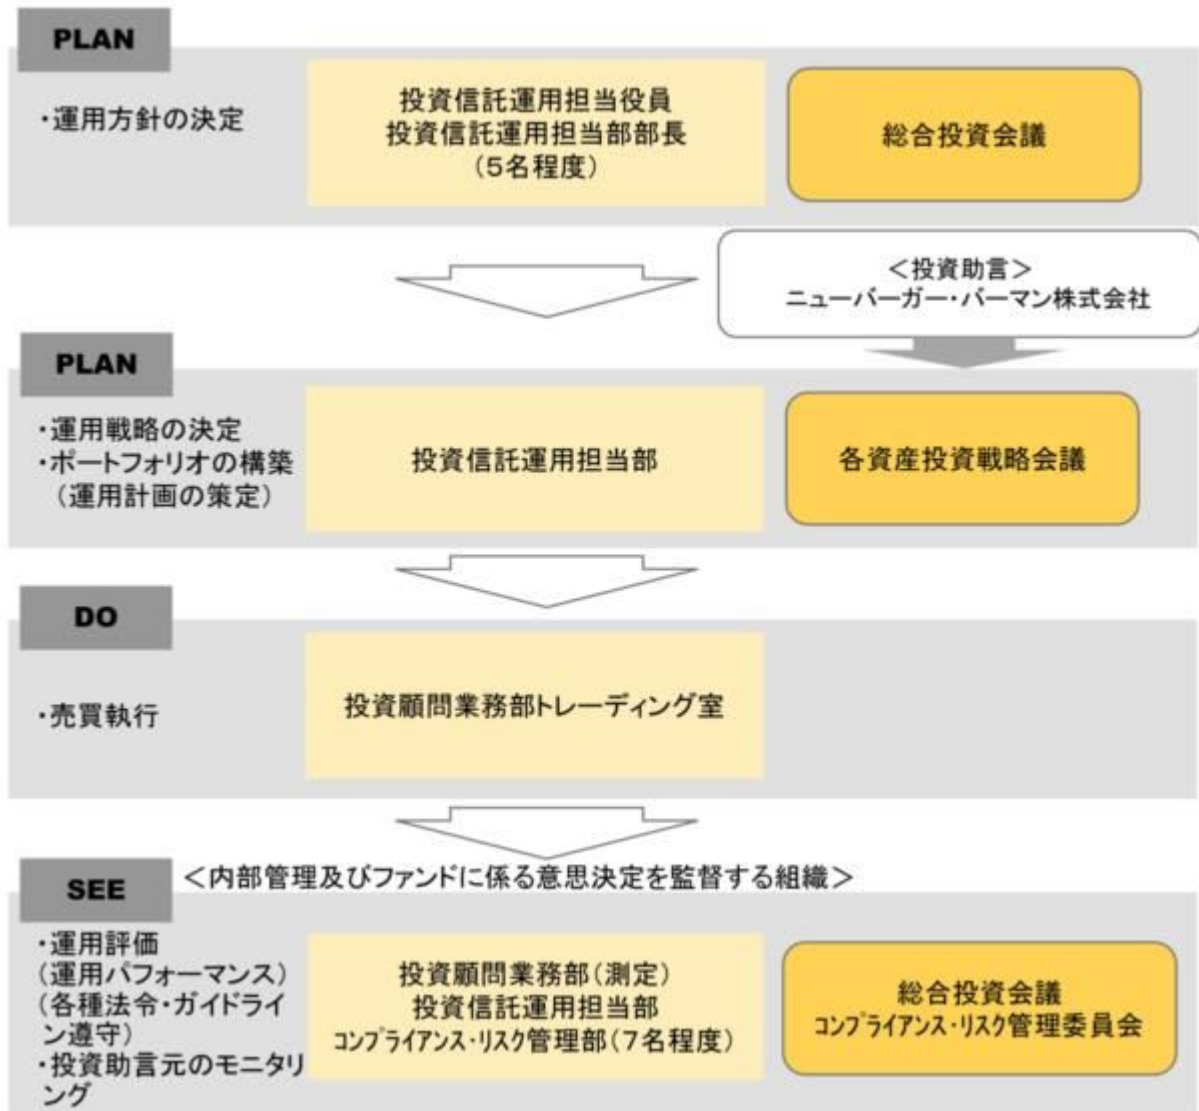 PLAN
・運用方針の決定
投資信託運用担当役員
投資信託運用担当部部長
(5名程度)
総合投資会議
＜投資助言＞
ニューバーガー・バーマン株式会社
PLAN
・運用戦略の決定
・ポートフォリオの構築
(運用計画の策定)
投資信託運用担当部
各資産投資戦略会議
DO
・売買執行
投資顧問業務部トレーディング室
SEE
＜内部管理及びファンドに係る意思決定を監督する組織＞
・運用評価
(運用パフォーマンス)
(各種法令・ガイドライ
ン遵守)
・投資助言元のモニタリ
ング
投資顧問業務部(測定)
投資信託運用担当部
ｺﾝﾌﾟﾗｲｱﾝｽ・ﾘｽｸ管理部(7名程度)
総合投資会議
ｺﾝﾌﾟﾗｲｱﾝｽ・ﾘｽｸ管理委員会